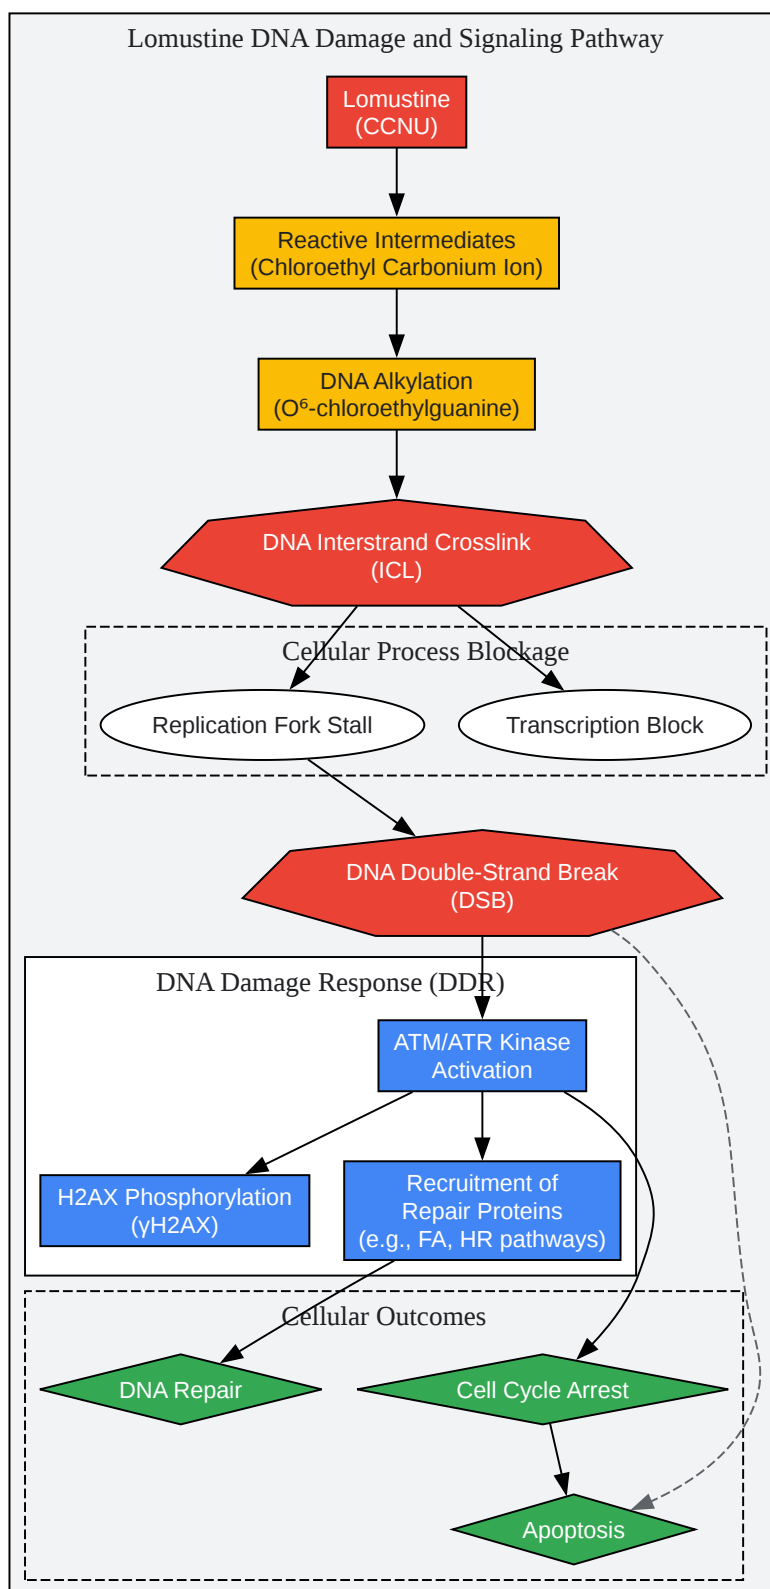 Lomustine DNA Damage and Signaling Pathway
Lomustine
(CCNU)
Reactive Intermediates
(Chloroethyl Carbonium Ion)
DNA Alkylation
(O⁶-chloroethylguanine)
DNA Interstrand Crosslink
(ICL)
Cellular Process Blockage
Replication Fork Stall
Transcription Block
DNA Double-Strand Break
(DSB)
DNA Damage Response (DDR)
ATM/ATR Kinase
Activation
H2AX Phosphorylation
(γH2AX)
Recruitment of
Repair Proteins
(e.g., FA, HR pathways)
Cellular Outcomes
DNA Repair
Cell Cycle Arrest
Apoptosis